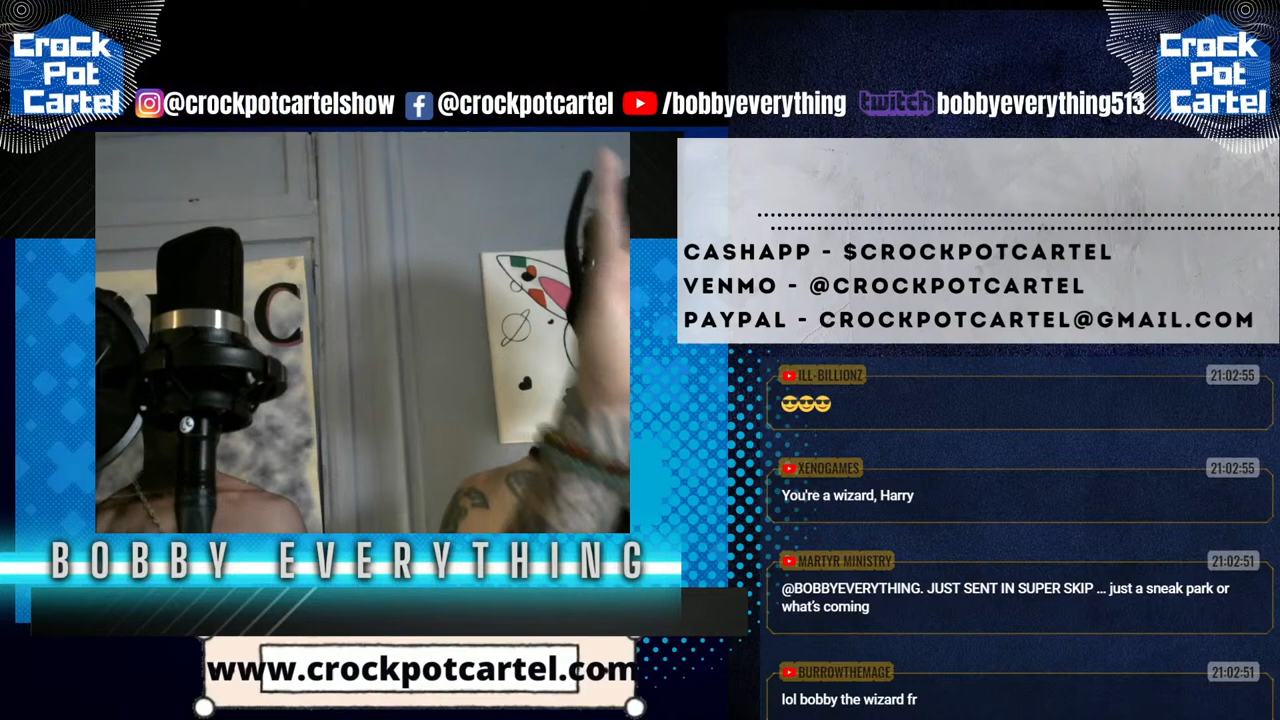 Crock
Pot
Cartel
@crockpotcartelshow @crockpotcartel /bobbyeverything twitch bobbyeverything513
Crock
Pot
Cartel
C
CASHAPP - $CROCKPOTCARTEL
VENMO - @CROCKPOTCARTEL
PAYPAL - CROCKPOTCARTEL@GMAIL.COM
ILL-BILLIONZ 21:02:55
😎😎😎
XENOGAMES 21:02:55
You're a wizard, Harry
MARTYR MINISTRY 21:02:51
@BOBBYEVERYTHING. JUST SENT IN SUPER SKIP ... just a sneak park or
what's coming
BURROWTHEMAGE 21:02:51
lol bobby the wizard fr
BOBBY EVERYTHING
www.crockpotcartel.com